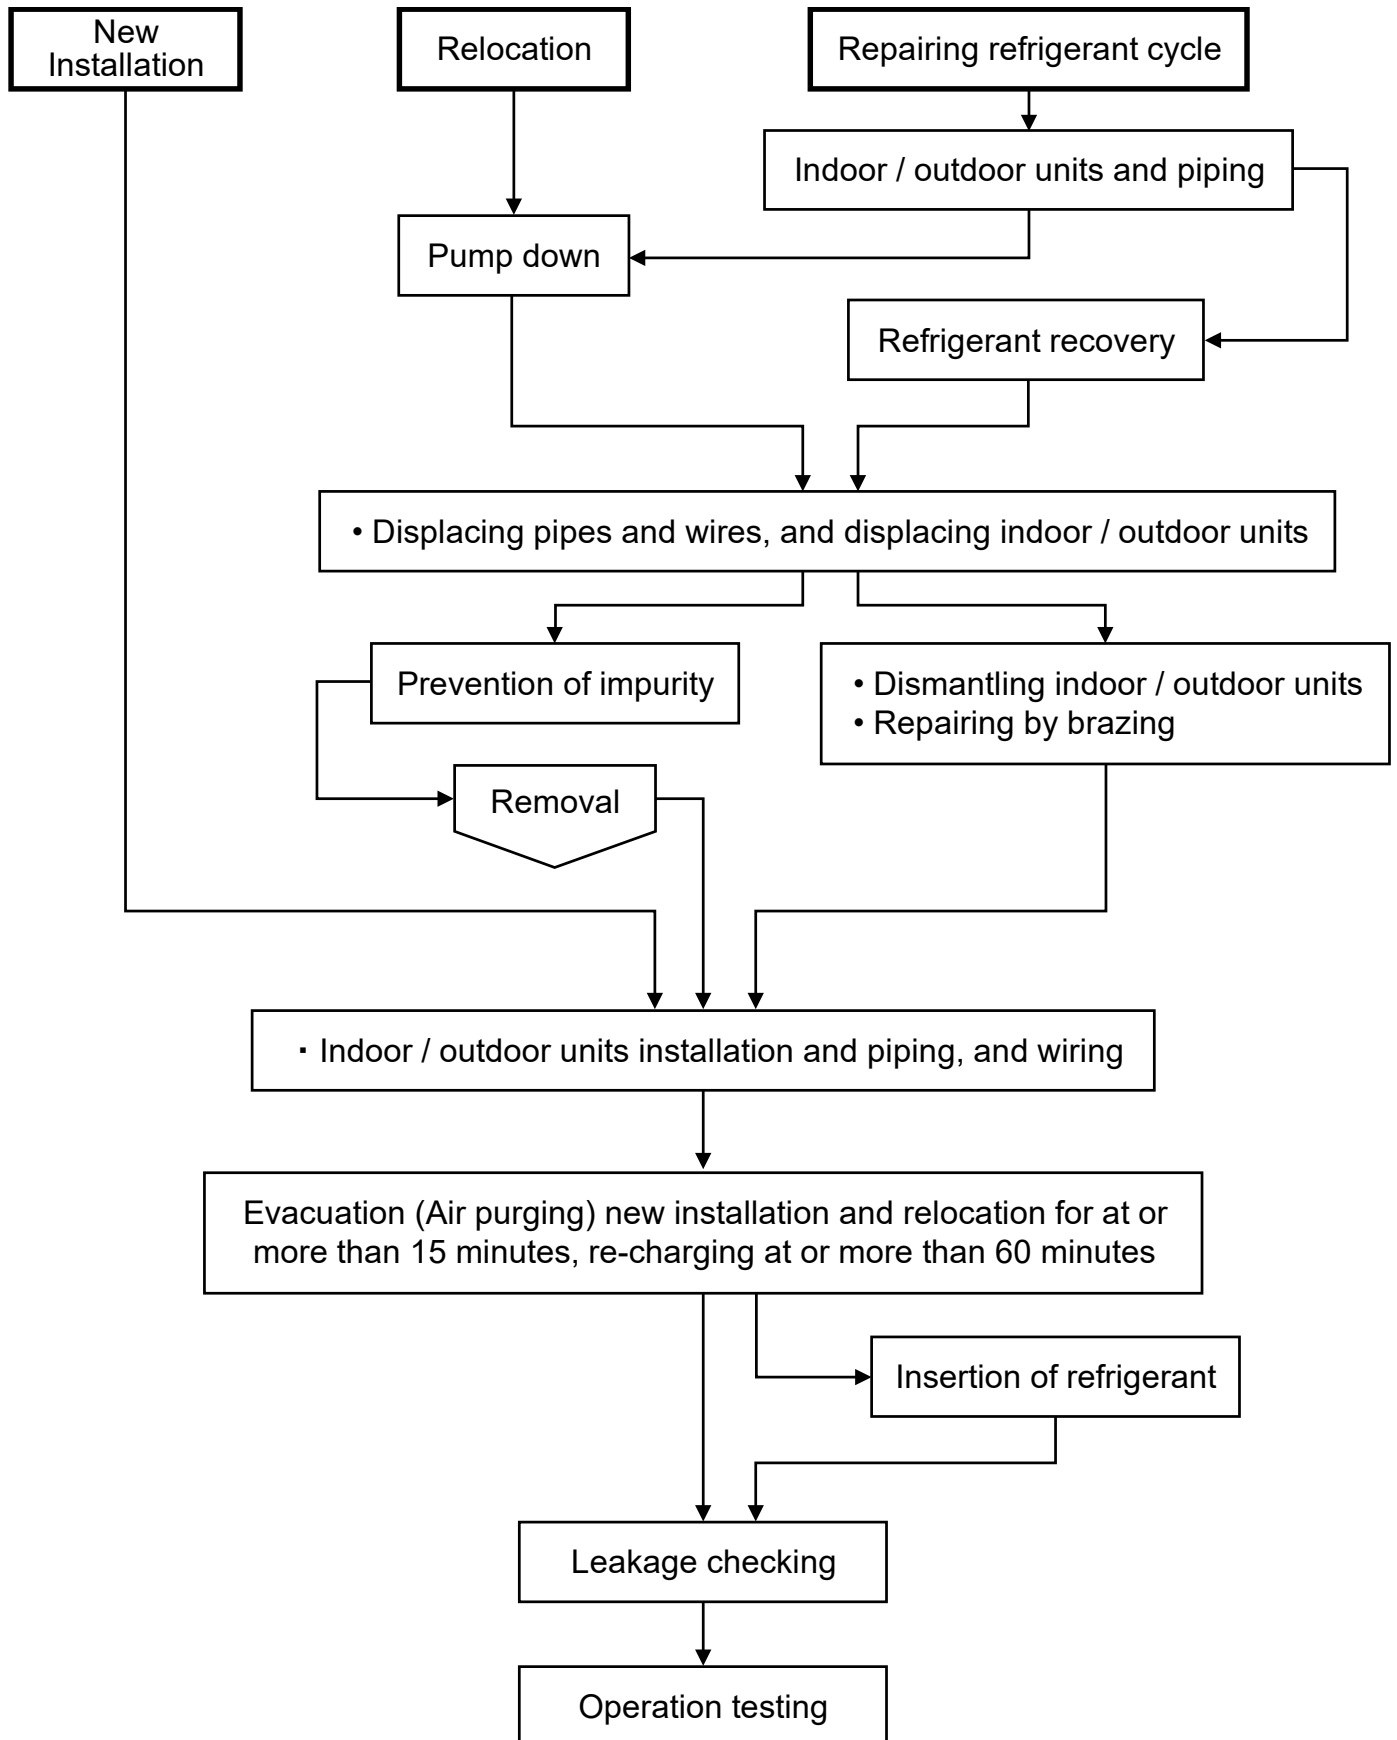 New
Installation
Relocation
Repairing refrigerant cycle
Indoor / outdoor units and piping
Pump down
Refrigerant recovery
• Displacing pipes and wires, and displacing indoor / outdoor units
Prevention of impurity
• Dismantling indoor / outdoor units
• Repairing by brazing
Removal
・Indoor / outdoor units installation and piping, and wiring
Evacuation (Air purging) new installation and relocation for at or
more than 15 minutes, re-charging at or more than 60 minutes
Insertion of refrigerant
Leakage checking
Operation testing